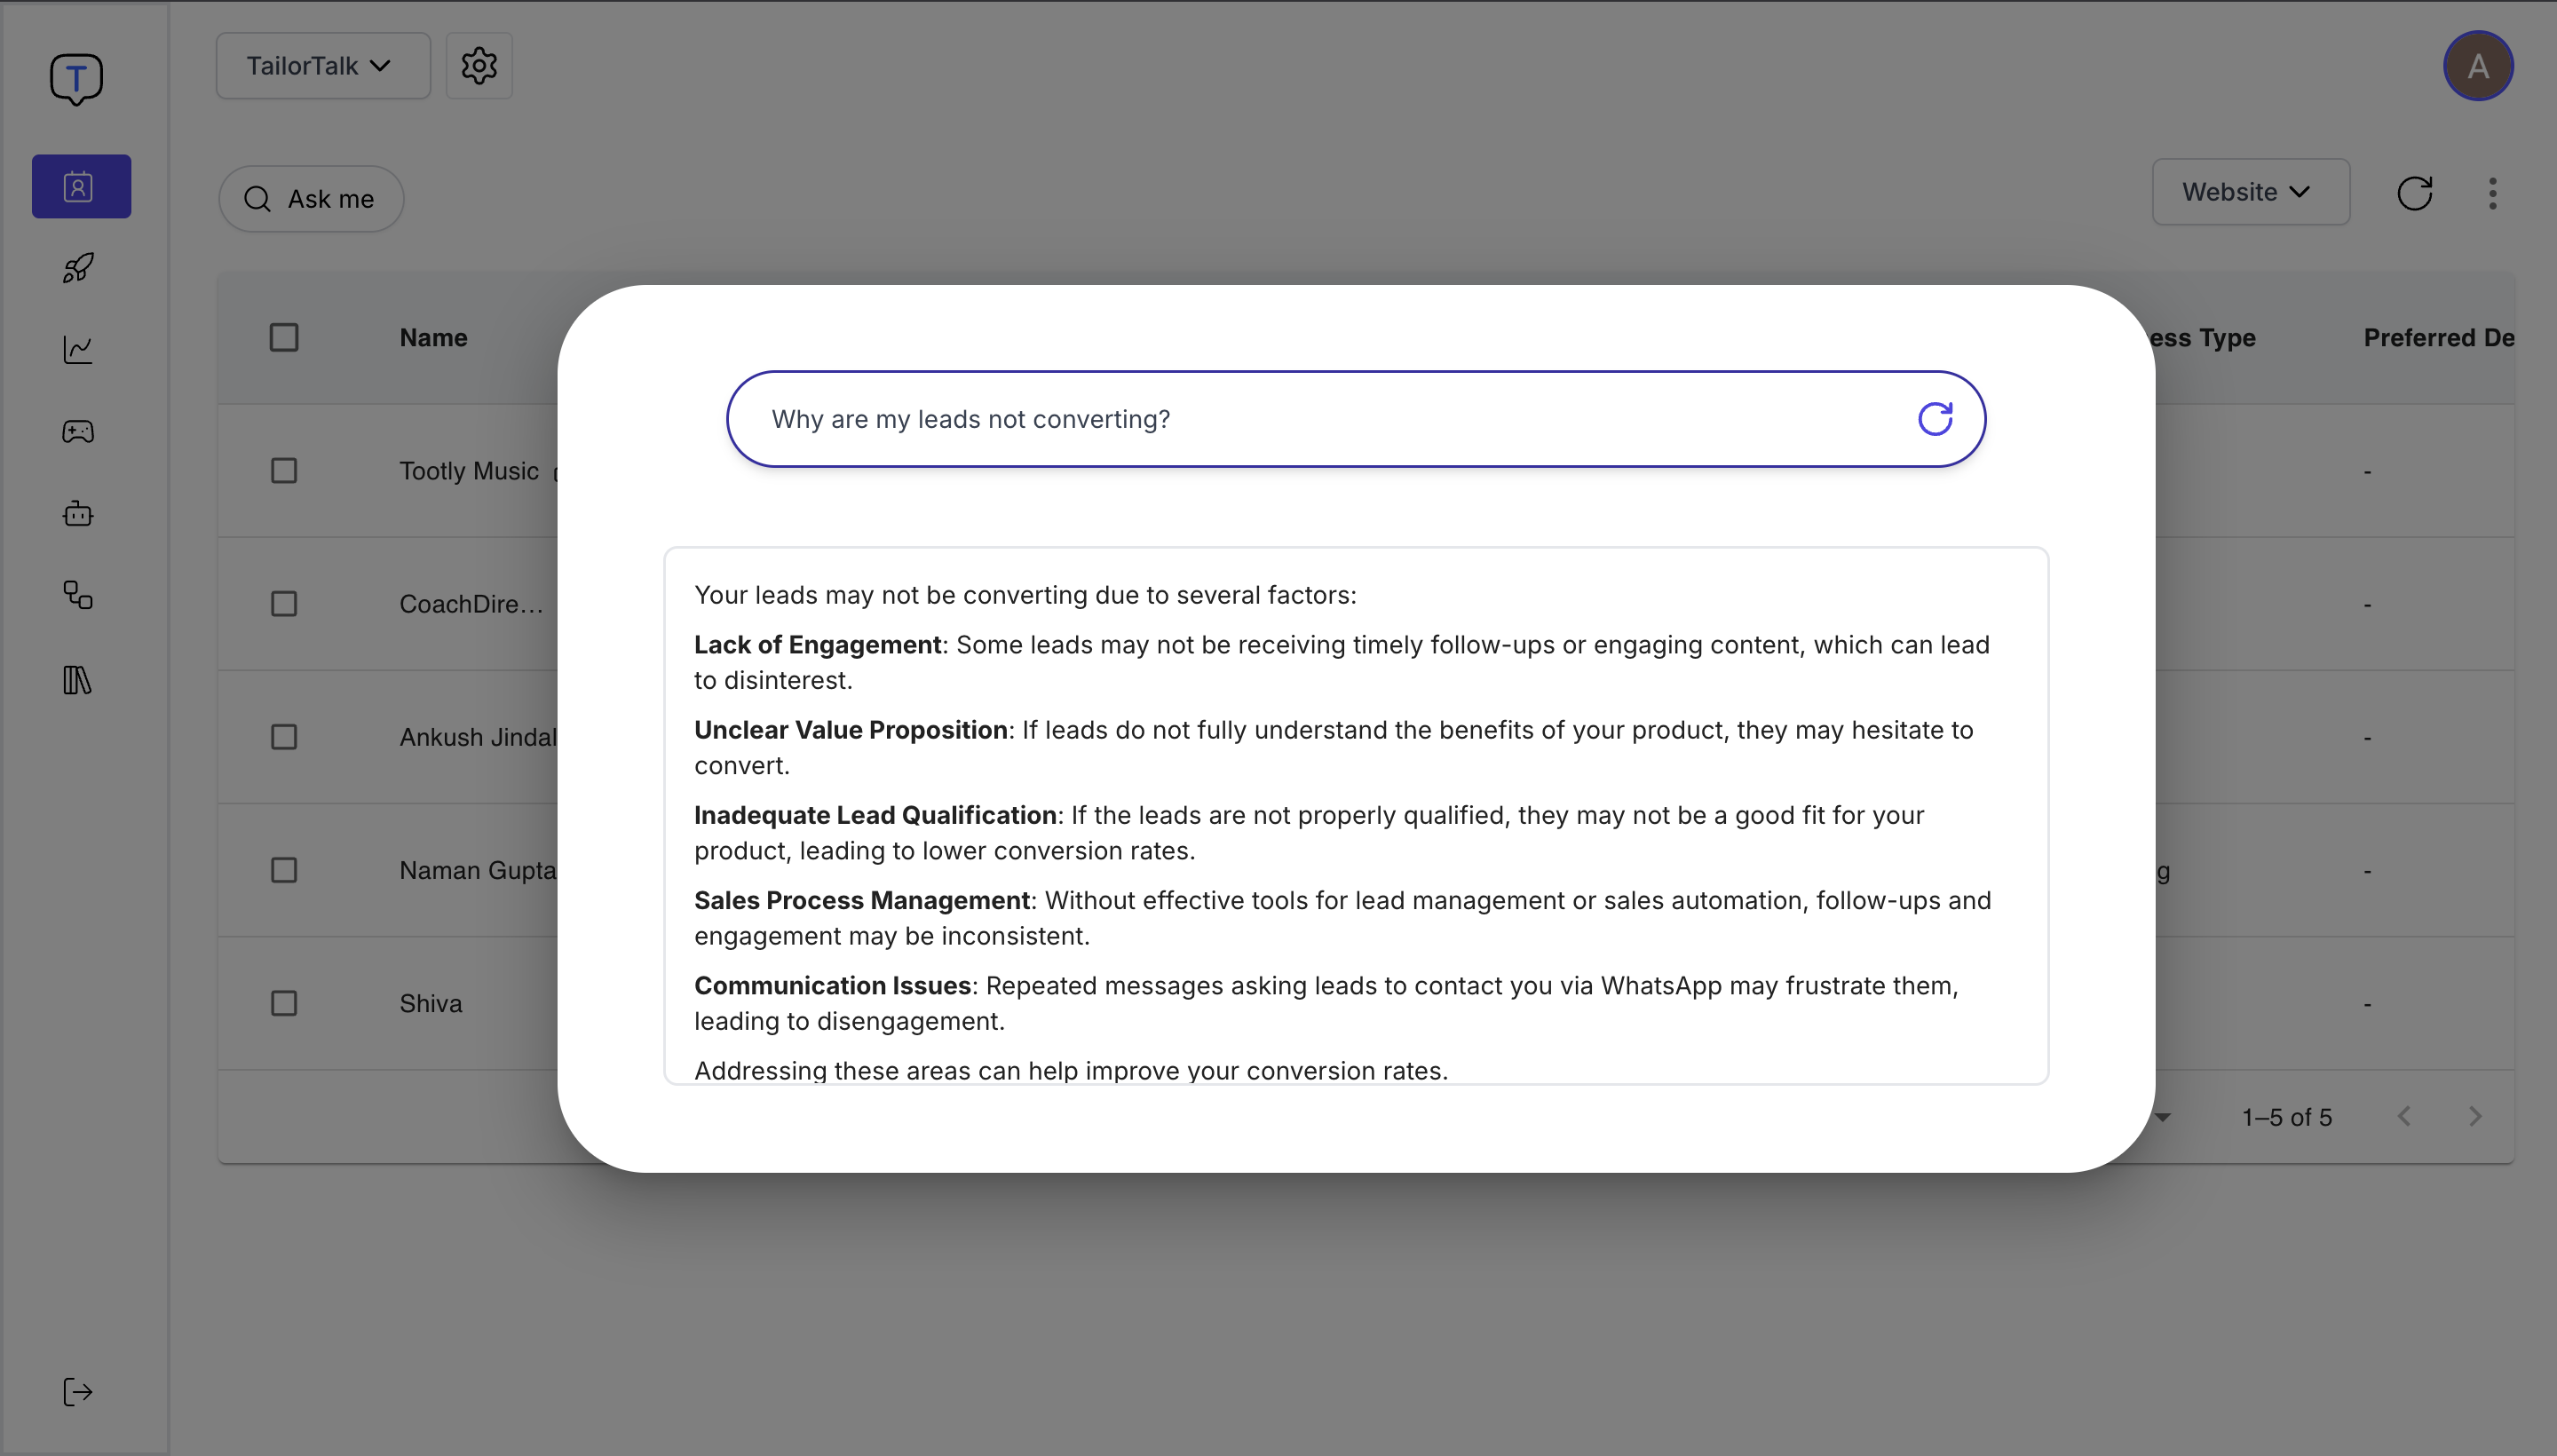 T
TailorTalk
A
Ask me
Website
Name
ess Type
Preferred De
Why are my leads not converting?
Tootly Music
-
Your leads may not be converting due to several factors:
CoachDire...
-
Lack of Engagement: Some leads may not be receiving timely follow-ups or engaging content, which can lead
to disinterest.
Unclear Value Proposition: If leads do not fully understand the benefits of your product, they may hesitate to
convert.
Ankush Jindal
-
Inadequate Lead Qualification: If the leads are not properly qualified, they may not be a good fit for your
product, leading to lower conversion rates.
Naman Gupta
g
-
Sales Process Management: Without effective tools for lead management or sales automation, follow-ups and
engagement may be inconsistent.
Communication Issues: Repeated messages asking leads to contact you via WhatsApp may frustrate them,
leading to disengagement.
Shiva
-
Addressing these areas can help improve your conversion rates.
1–5 of 5